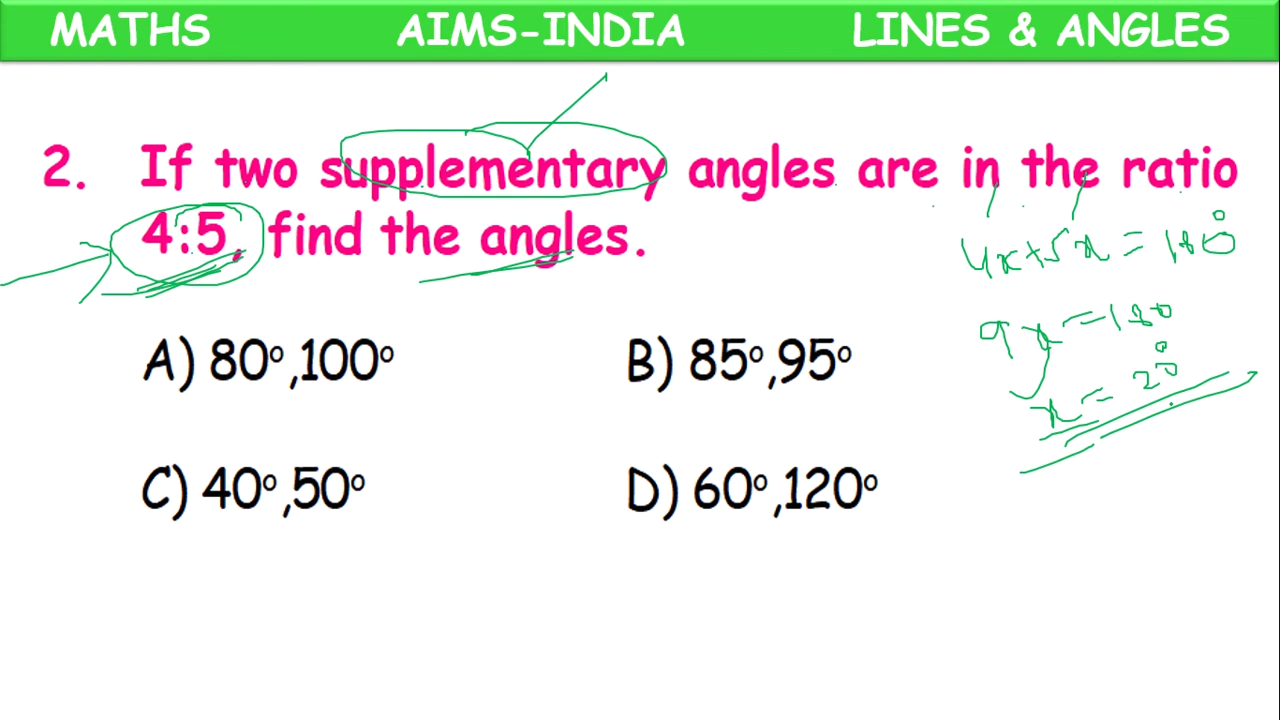 MATHS AIMS-INDIA LINES & ANGLES
2. If two supplementary angles are in the ratio
4:5, find the angles.
4x+5x=180°
9x=180
x=20°
A) 80°,100° B) 85°,95°
C) 40°,50° D) 60°,120°